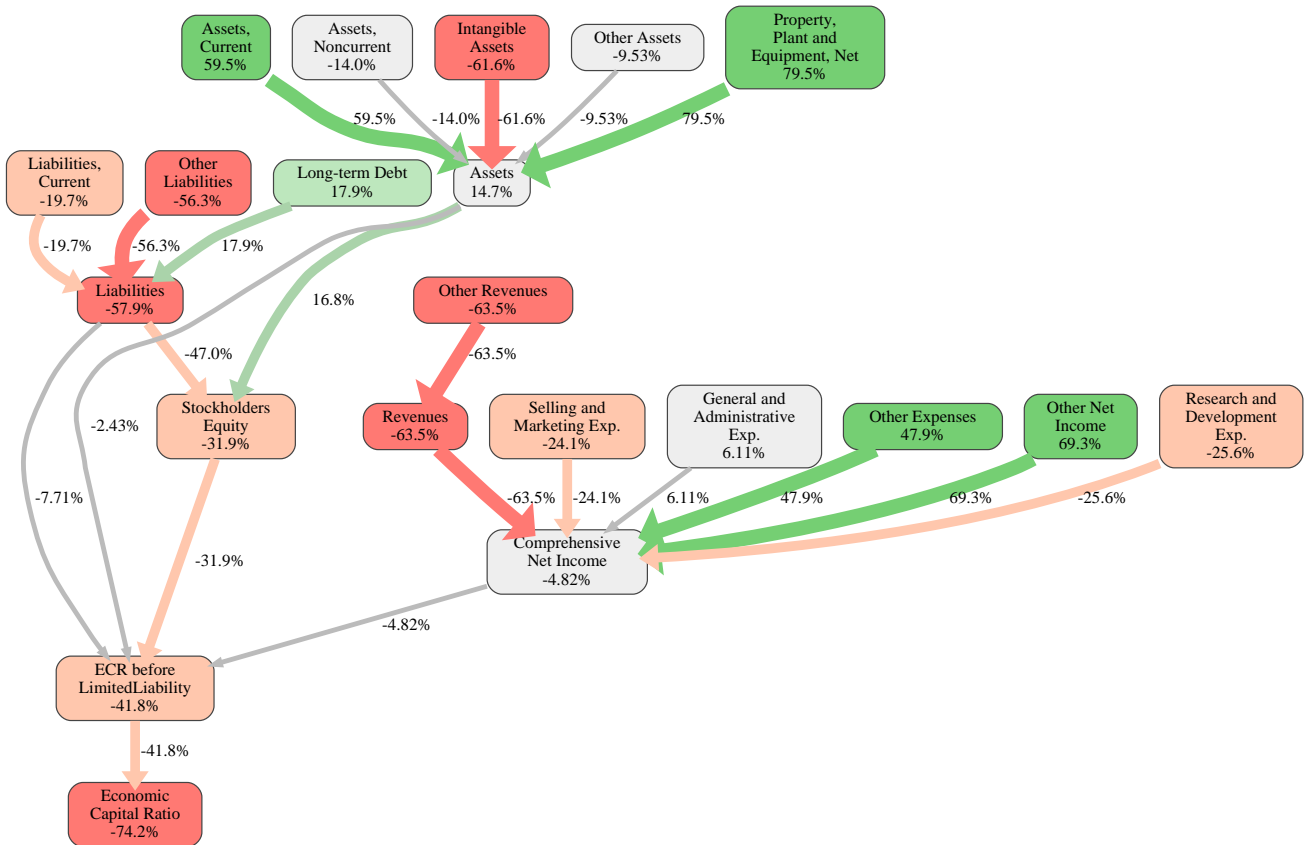 Assets,
Current
59.5%
Assets,
Noncurrent
-14.0%
Intangible
Assets
-61.6%
Other Assets
-9.53%
Property,
Plant and
Equipment, Net
79.5%
59.5%
-14.0%
-61.6%
-9.53%
79.5%
Liabilities,
Current
-19.7%
Other
Liabilities
-56.3%
Long-term Debt
17.9%
Assets
14.7%
-19.7%
-56.3%
17.9%
Liabilities
-57.9%
16.8%
Other Revenues
-63.5%
-47.0%
-63.5%
-2.43%
Stockholders
Equity
-31.9%
Revenues
-63.5%
Selling and
Marketing Exp.
-24.1%
General and
Administrative
Exp.
6.11%
Other Expenses
47.9%
Other Net
Income
69.3%
Research and
Development
Exp.
-25.6%
-7.71%
-63.5%
-24.1%
6.11%
47.9%
69.3%
-25.6%
-31.9%
Comprehensive
Net Income
-4.82%
-4.82%
ECR before
LimitedLiability
-41.8%
-41.8%
Economic
Capital Ratio
-74.2%